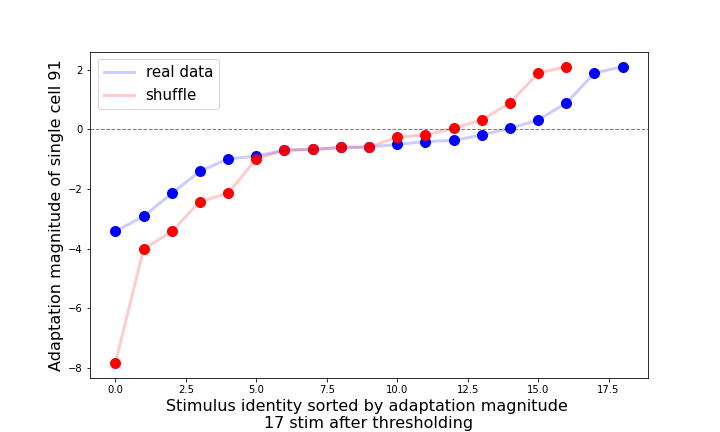 real data
shuffle
Adaptation magnitude of single cell 91
2
0
−2
−4
−6
−8
0.0 2.5 5.0 7.5 10.0 12.5 15.0 17.5
Stimulus identity sorted by adaptation magnitude
17 stim after thresholding